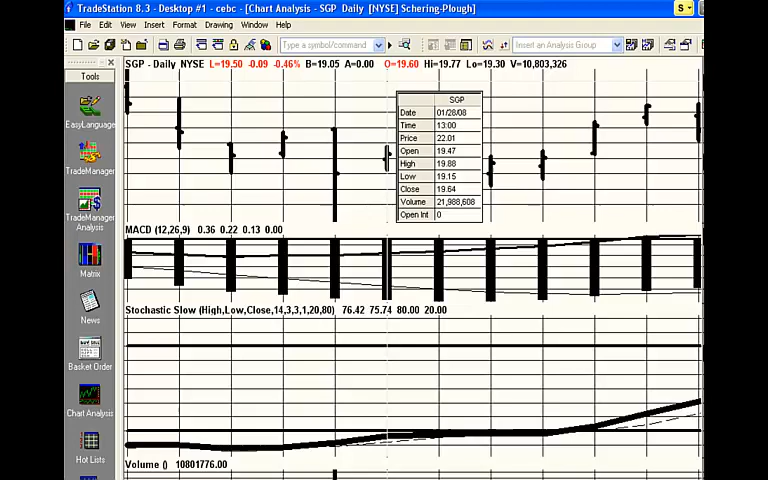 TradeStation 8.3 - Desktop #1 - cebc - [Chart Analysis - SGP Daily [NYSE] Schering-Plough]
S
File Edit View Insert Format Drawing Window Help
Type a symbol/command
Insert an Analysis Group
Tools
EasyLanguage
TradeManager
TradeManager Analysis
Matrix
News
Basket Order
Chart Analysis
Hot Lists
SGP - Daily NYSE L=19.50 -0.09 -0.46% B=19.05 A=0.00 O=19.60 Hi=19.77 Lo=19.30 V=10,803,326
SGP
Date 01/28/08
Time 13:00
Price 22.01
Open 19.47
High 19.88
Low 19.15
Close 19.64
Volume 21,988,608
Open Int 0
MACD (12,26,9) 0.36 0.22 0.13 0.00
Stochastic Slow (High,Low,Close,14,3,3,1,20,80) 76.42 75.74 80.00 20.00
Volume () 10801776.00